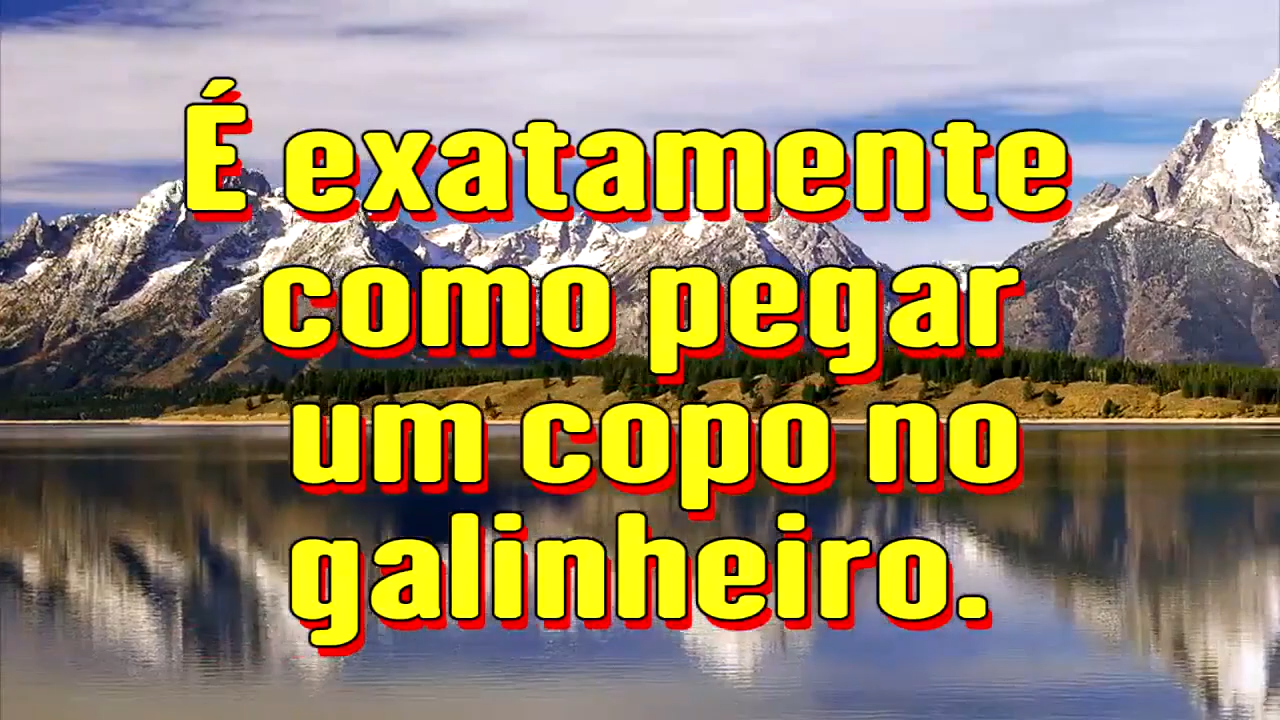 É exatamente
como pegar
um copo no
galinheiro.